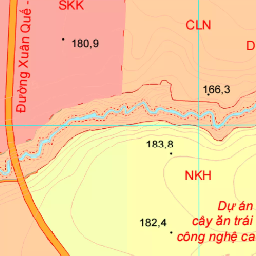 SKK
CLN
180,9
Đường Xuân Quế -
D
166,3
183,8
NKH
Dự án
cây ăn trái
182,4
công nghệ ca